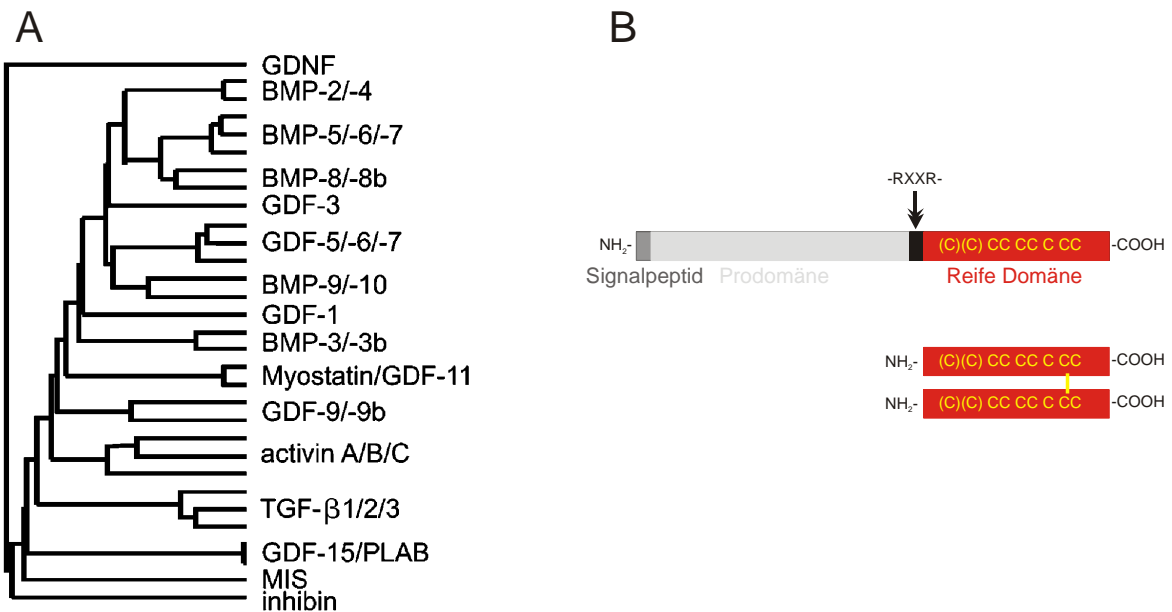 A
GDNF
BMP-2/-4
BMP-5/-6/-7
BMP-8/-8b
GDF-3
GDF-5/-6/-7
BMP-9/-10
GDF-1
BMP-3/-3b
Myostatin/GDF-11
GDF-9/-9b
activin A/B/C
TGF-β1/2/3
GDF-15/PLAB
MIS
inhibin
B
-RXXR-
NH₂- (C)(C) CC CC C CC -COOH
Signalpeptid Prodomäne Reife Domäne
NH₂- (C)(C) CC CC C CC -COOH
NH₂- (C)(C) CC CC C CC -COOH